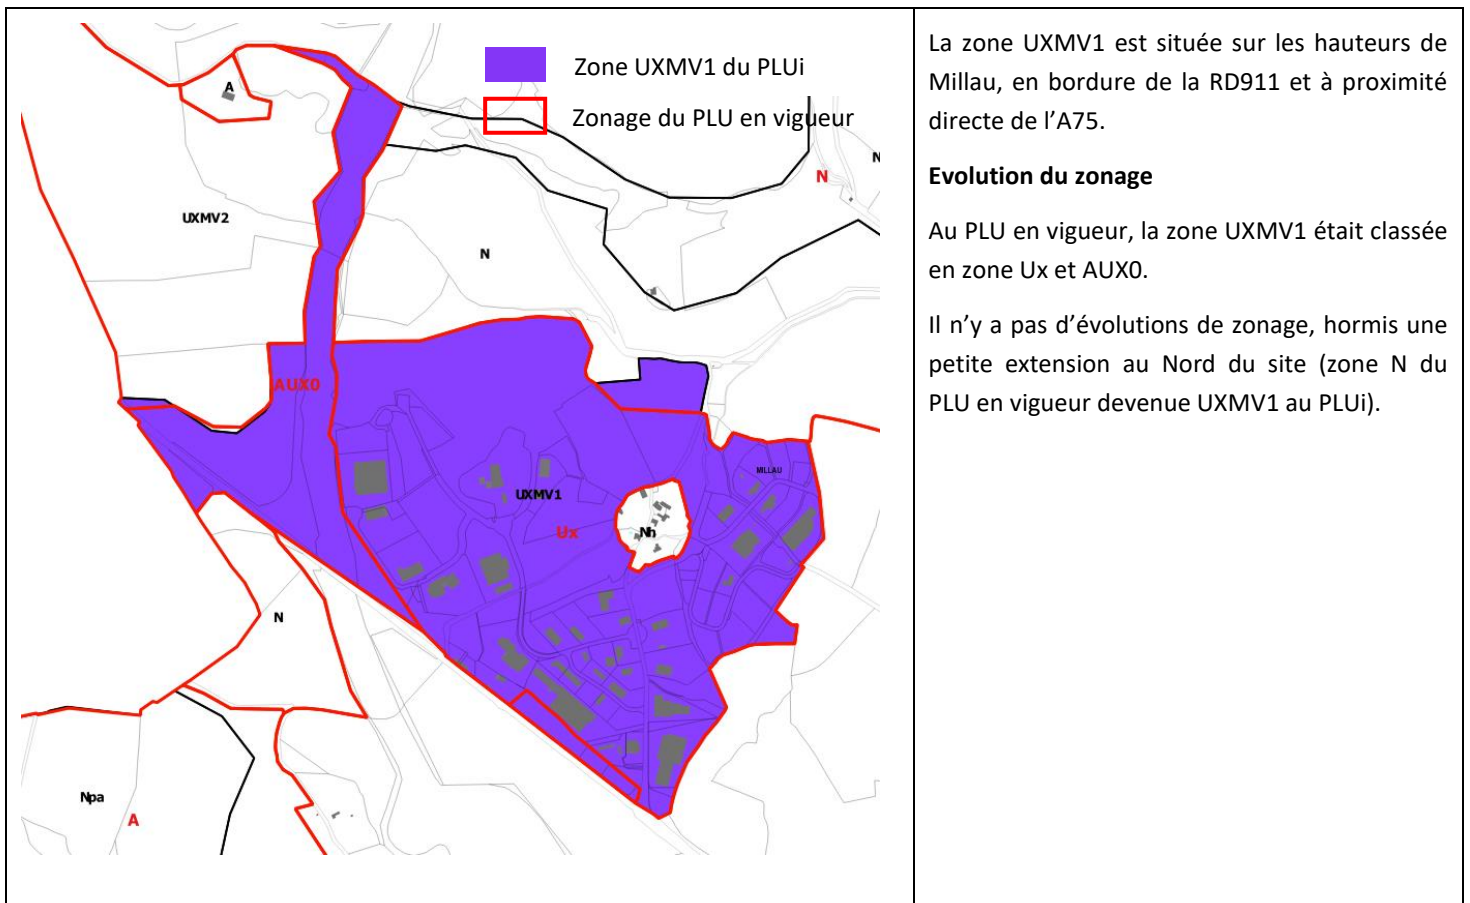 Zone UXMV1 du PLUi
Zonage du PLU en vigueur
A
N
N
UXMV2
N
AUX0
MILLAU
UXMV1
Ux
Nh
N
Npa
A
La zone UXMV1 est située sur les hauteurs de
Millau, en bordure de la RD911 et à proximité
directe de l’A75.
Evolution du zonage
Au PLU en vigueur, la zone UXMV1 était classée
en zone Ux et AUX0.
Il n’y a pas d’évolutions de zonage, hormis une
petite extension au Nord du site (zone N du
PLU en vigueur devenue UXMV1 au PLUi).